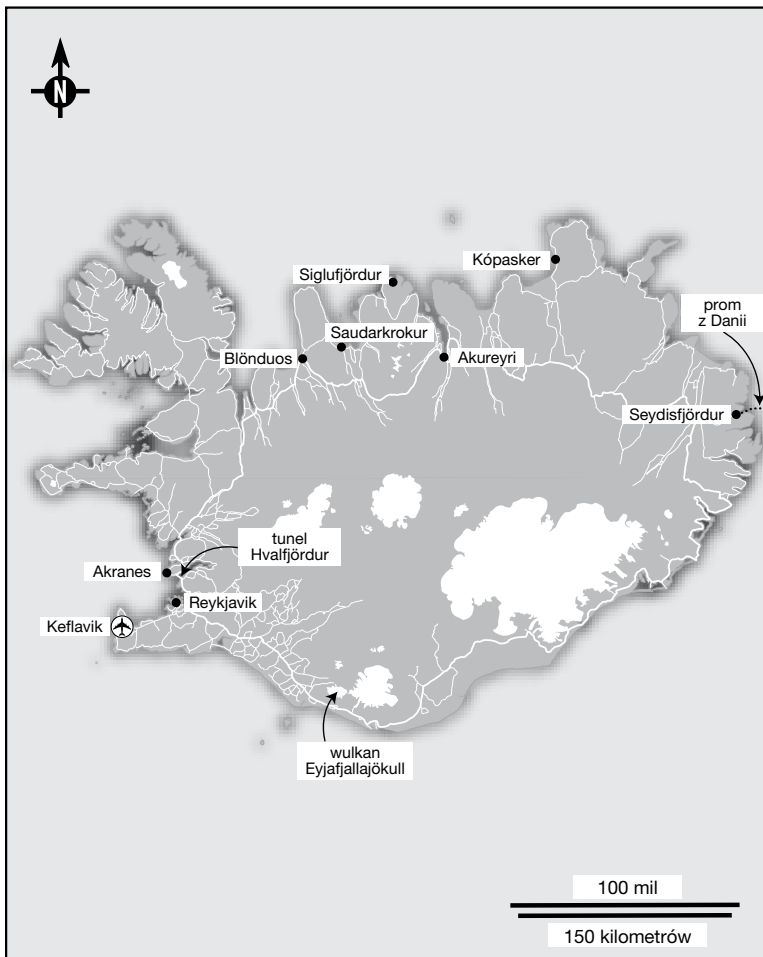 N
Kópasker
Siglufjördur
prom
z Danii
Saudarkrokur
Blönduos
Akureyri
Seydisfjördur
tunel
Hvalfjördur
Akranes
Reykjavik
Keflavik
wulkan
Eyjafjallajökull
100 mil
150 kilometrów